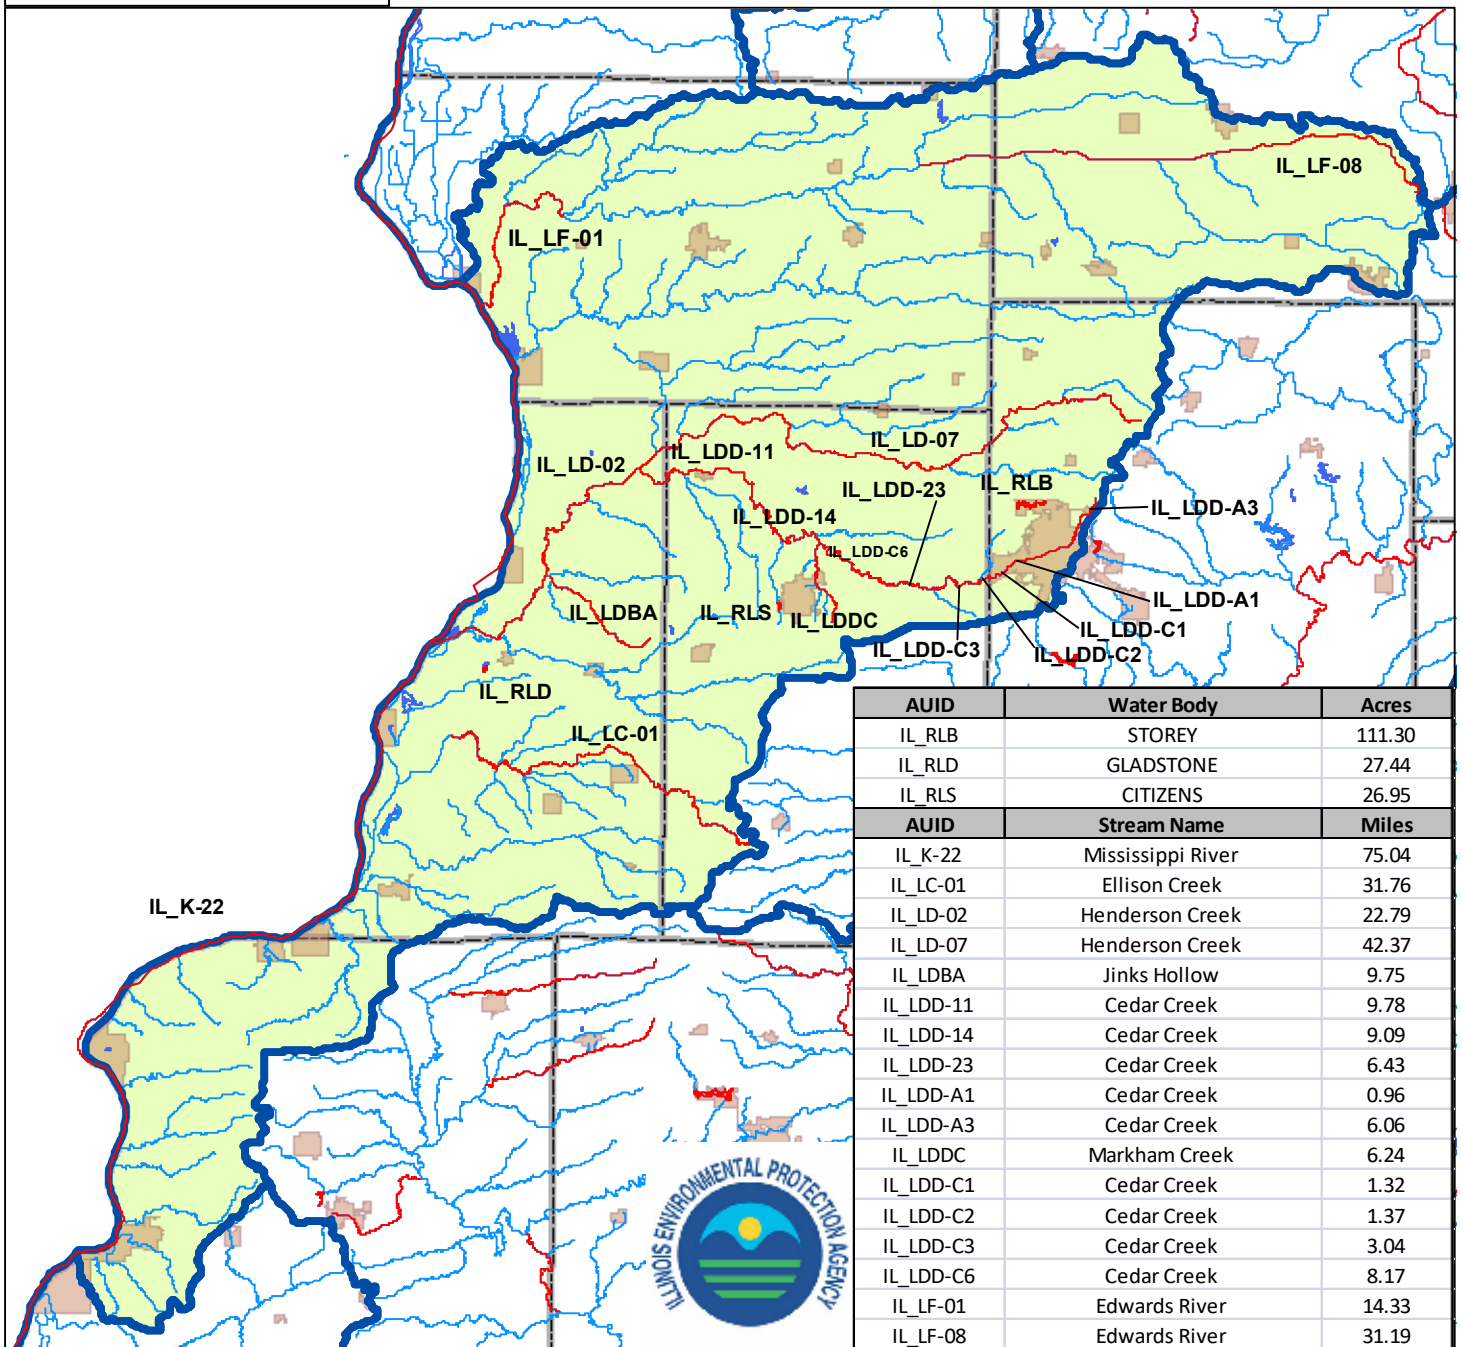 IL_LF-08
IL_LF-01
IL_LD-07
IL_LDD-11
IL_LD-02
IL_RLB
IL_LDD-23
IL_LDD-A3
IL_LDD-14
IL_LDD-C6
IL_LDD-A1
IL_LDBA
IL_RLS
IL_LDDC
IL_LDD-C1
IL_LDD-C3
IL_LDD-C2
IL_RLD
IL_LC-01
IL_K-22
AUID Water Body Acres
IL_RLB STOREY 111.30
IL_RLD GLADSTONE 27.44
IL_RLS CITIZENS 26.95
AUID Stream Name Miles
IL_K-22 Mississippi River 75.04
IL_LC-01 Ellison Creek 31.76
IL_LD-02 Henderson Creek 22.79
IL_LD-07 Henderson Creek 42.37
IL_LDBA Jinks Hollow 9.75
IL_LDD-11 Cedar Creek 9.78
IL_LDD-14 Cedar Creek 9.09
IL_LDD-23 Cedar Creek 6.43
IL_LDD-A1 Cedar Creek 0.96
IL_LDD-A3 Cedar Creek 6.06
IL_LDDC Markham Creek 6.24
IL_LDD-C1 Cedar Creek 1.32
IL_LDD-C2 Cedar Creek 1.37
IL_LDD-C3 Cedar Creek 3.04
IL_LDD-C6 Cedar Creek 8.17
IL_LF-01 Edwards River 14.33
IL_LF-08 Edwards River 31.19
ILLINOIS ENVIRONMENTAL PROTECTION AGENCY